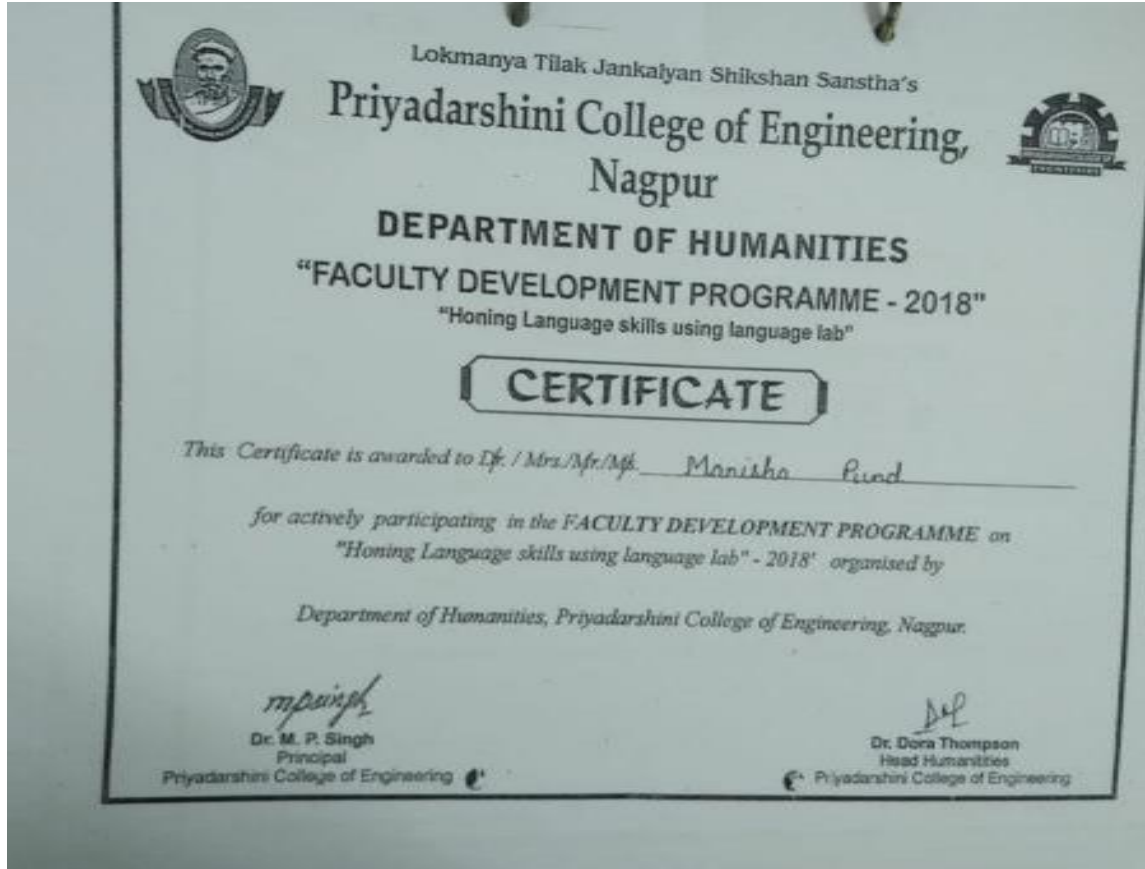 Lokmanya Tilak Jankalyan Shikshan Sanstha's
Priyadarshini College of Engineering,
Nagpur
DEPARTMENT OF HUMANITIES
"FACULTY DEVELOPMENT PROGRAMME - 2018"
"Honing Language skills using language lab"
CERTIFICATE
This Certificate is awarded to Dr. / Mrs./Mr./Ms. Manisha Pund
for actively participating in the FACULTY DEVELOPMENT PROGRAMME on
"Honing Language skills using language lab" - 2018' organised by
Department of Humanities, Priyadarshini College of Engineering, Nagpur.
mpsingh
Dr. M. P. Singh
Principal
Priyadarshini College of Engineering
Dr. Dora Thompson
Head Humanities
Priyadarshini College of Engineering